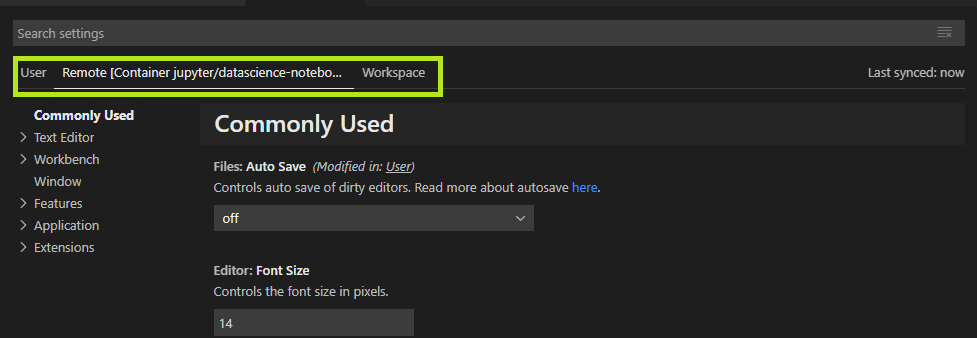 Search settings
User Remote [Container jupyter/datascience-notebo... Workspace Last synced: now
Commonly Used
Text Editor
Workbench
Window
Features
Application
Extensions
Commonly Used
Files: Auto Save (Modified in: User)
Controls auto save of dirty editors. Read more about autosave here.
off
Editor: Font Size
Controls the font size in pixels.
14